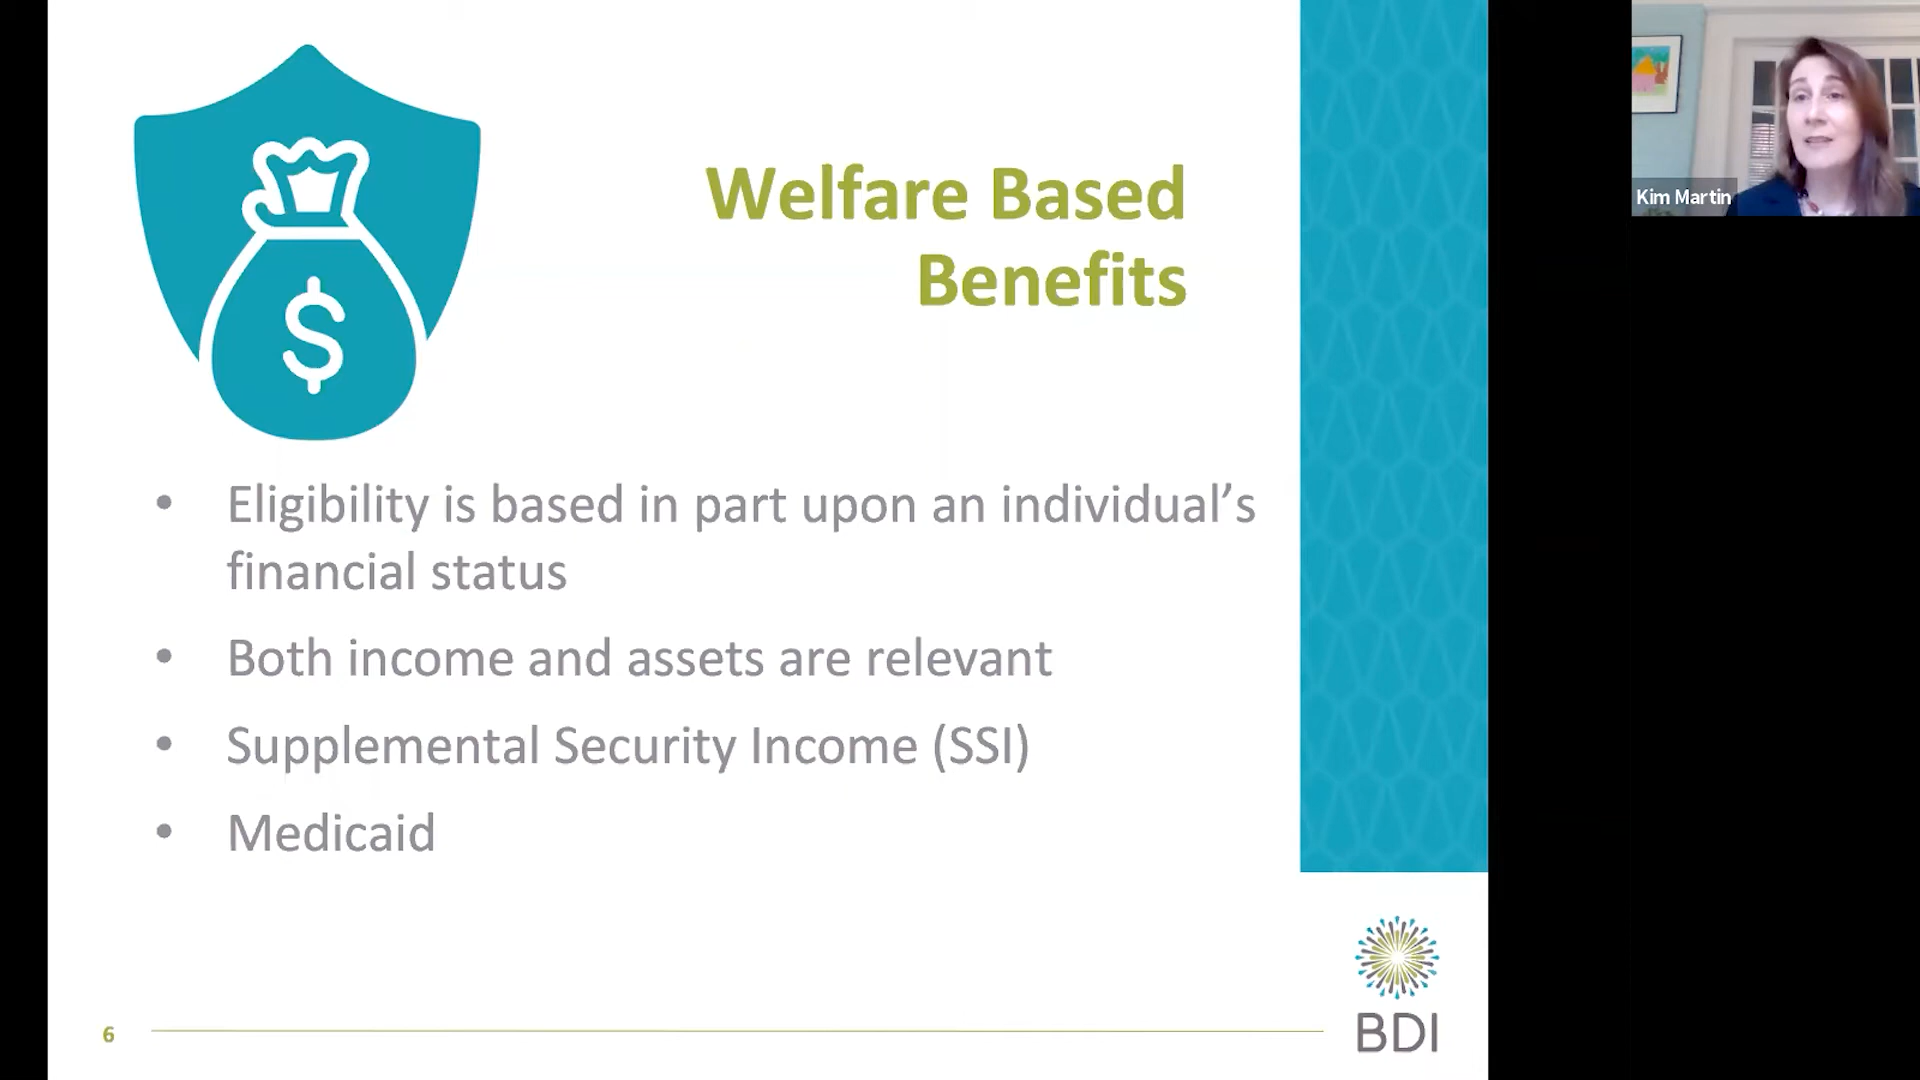 Welfare Based
Benefits
$
• Eligibility is based in part upon an individual’s
financial status
• Both income and assets are relevant
• Supplemental Security Income (SSI)
• Medicaid
6
BDI
Kim Martin